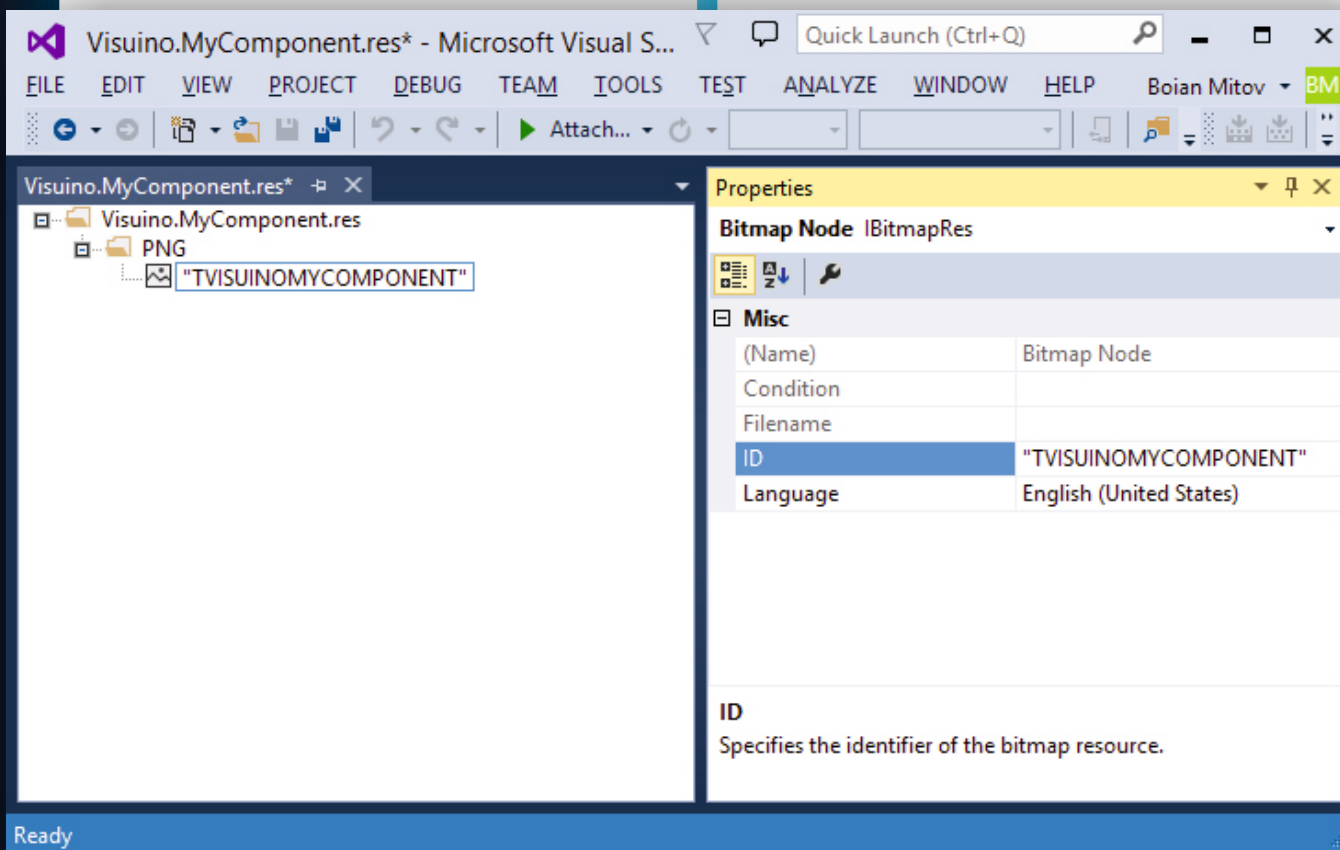 Visuino.MyComponent.res* - Microsoft Visual S...
Quick Launch (Ctrl+Q)
FILE EDIT VIEW PROJECT DEBUG TEAM TOOLS TEST ANALYZE WINDOW HELP Boian Mitov BM
Attach...
Visuino.MyComponent.res*
Visuino.MyComponent.res
PNG
"TVISUINOMYCOMPONENT"
Properties
Bitmap Node IBitmapRes
Misc
(Name) Bitmap Node
Condition
Filename
ID "TVISUINOMYCOMPONENT"
Language English (United States)
ID
Specifies the identifier of the bitmap resource.
Ready